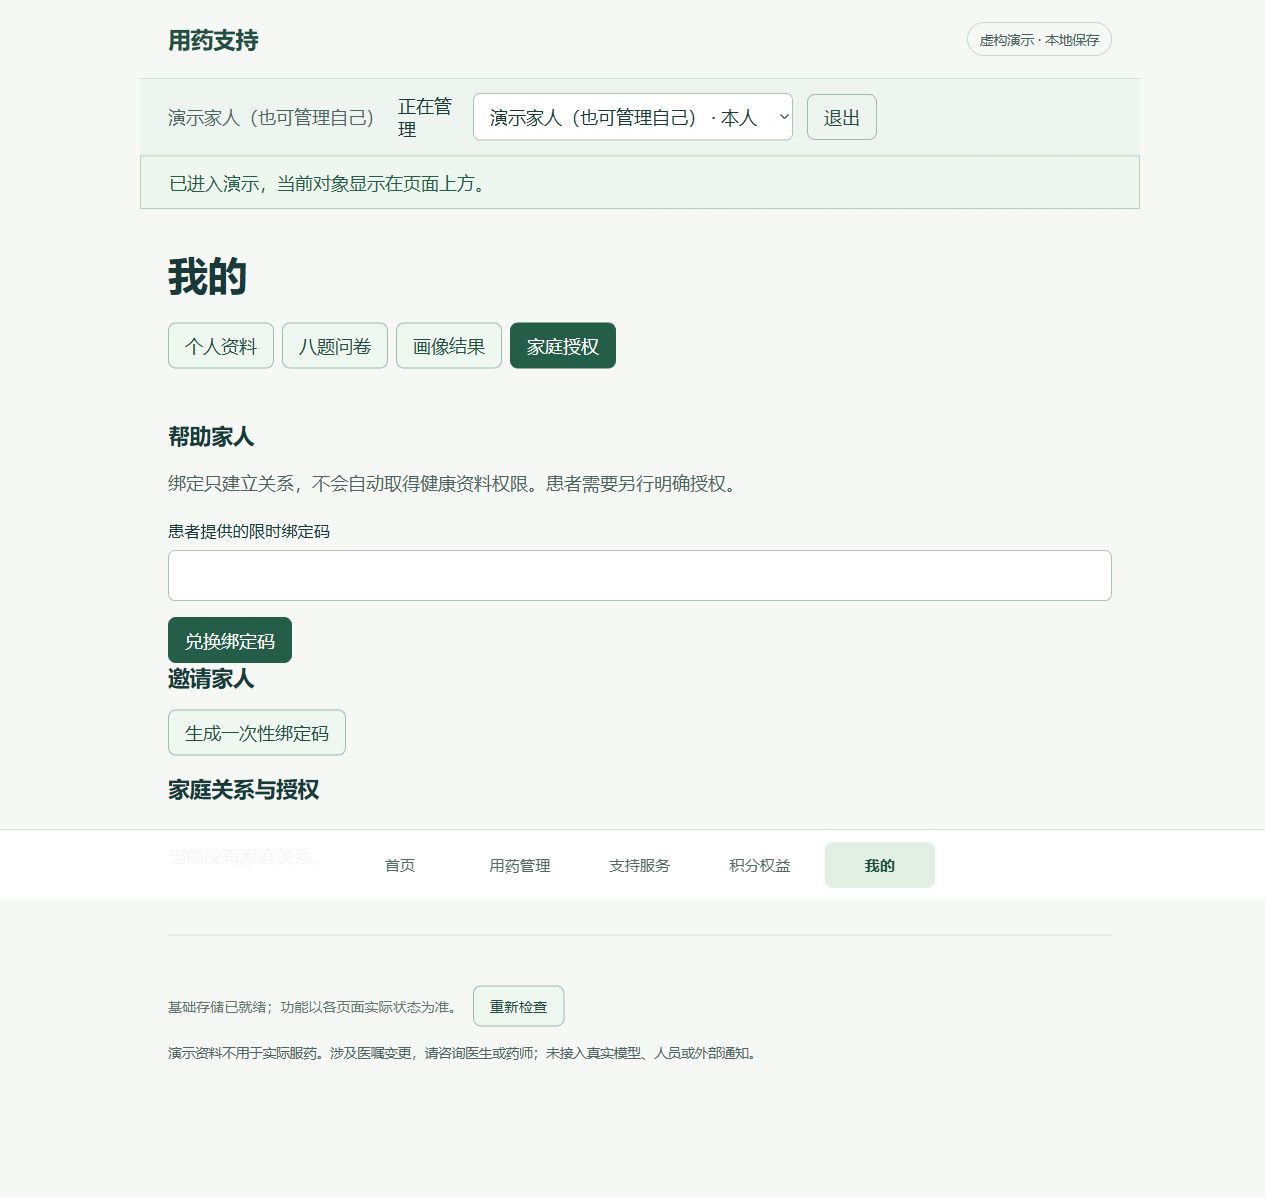 用药支持
虚构演示 · 本地保存
演示家人（也可管理自己）
正在管
理
演示家人（也可管理自己） · 本人
退出
已进入演示，当前对象显示在页面上方。
我的
个人资料
八题问卷
画像结果
家庭授权
帮助家人
绑定只建立关系，不会自动取得健康资料权限。患者需要另行明确授权。
患者提供的限时绑定码
兑换绑定码
邀请家人
生成一次性绑定码
家庭关系与授权
当前没有家庭关系。
首页
用药管理
支持服务
积分权益
我的
基础存储已就绪；功能以各页面实际状态为准。
重新检查
演示资料不用于实际服药。涉及医嘱变更，请咨询医生或药师；未接入真实模型、人员或外部通知。